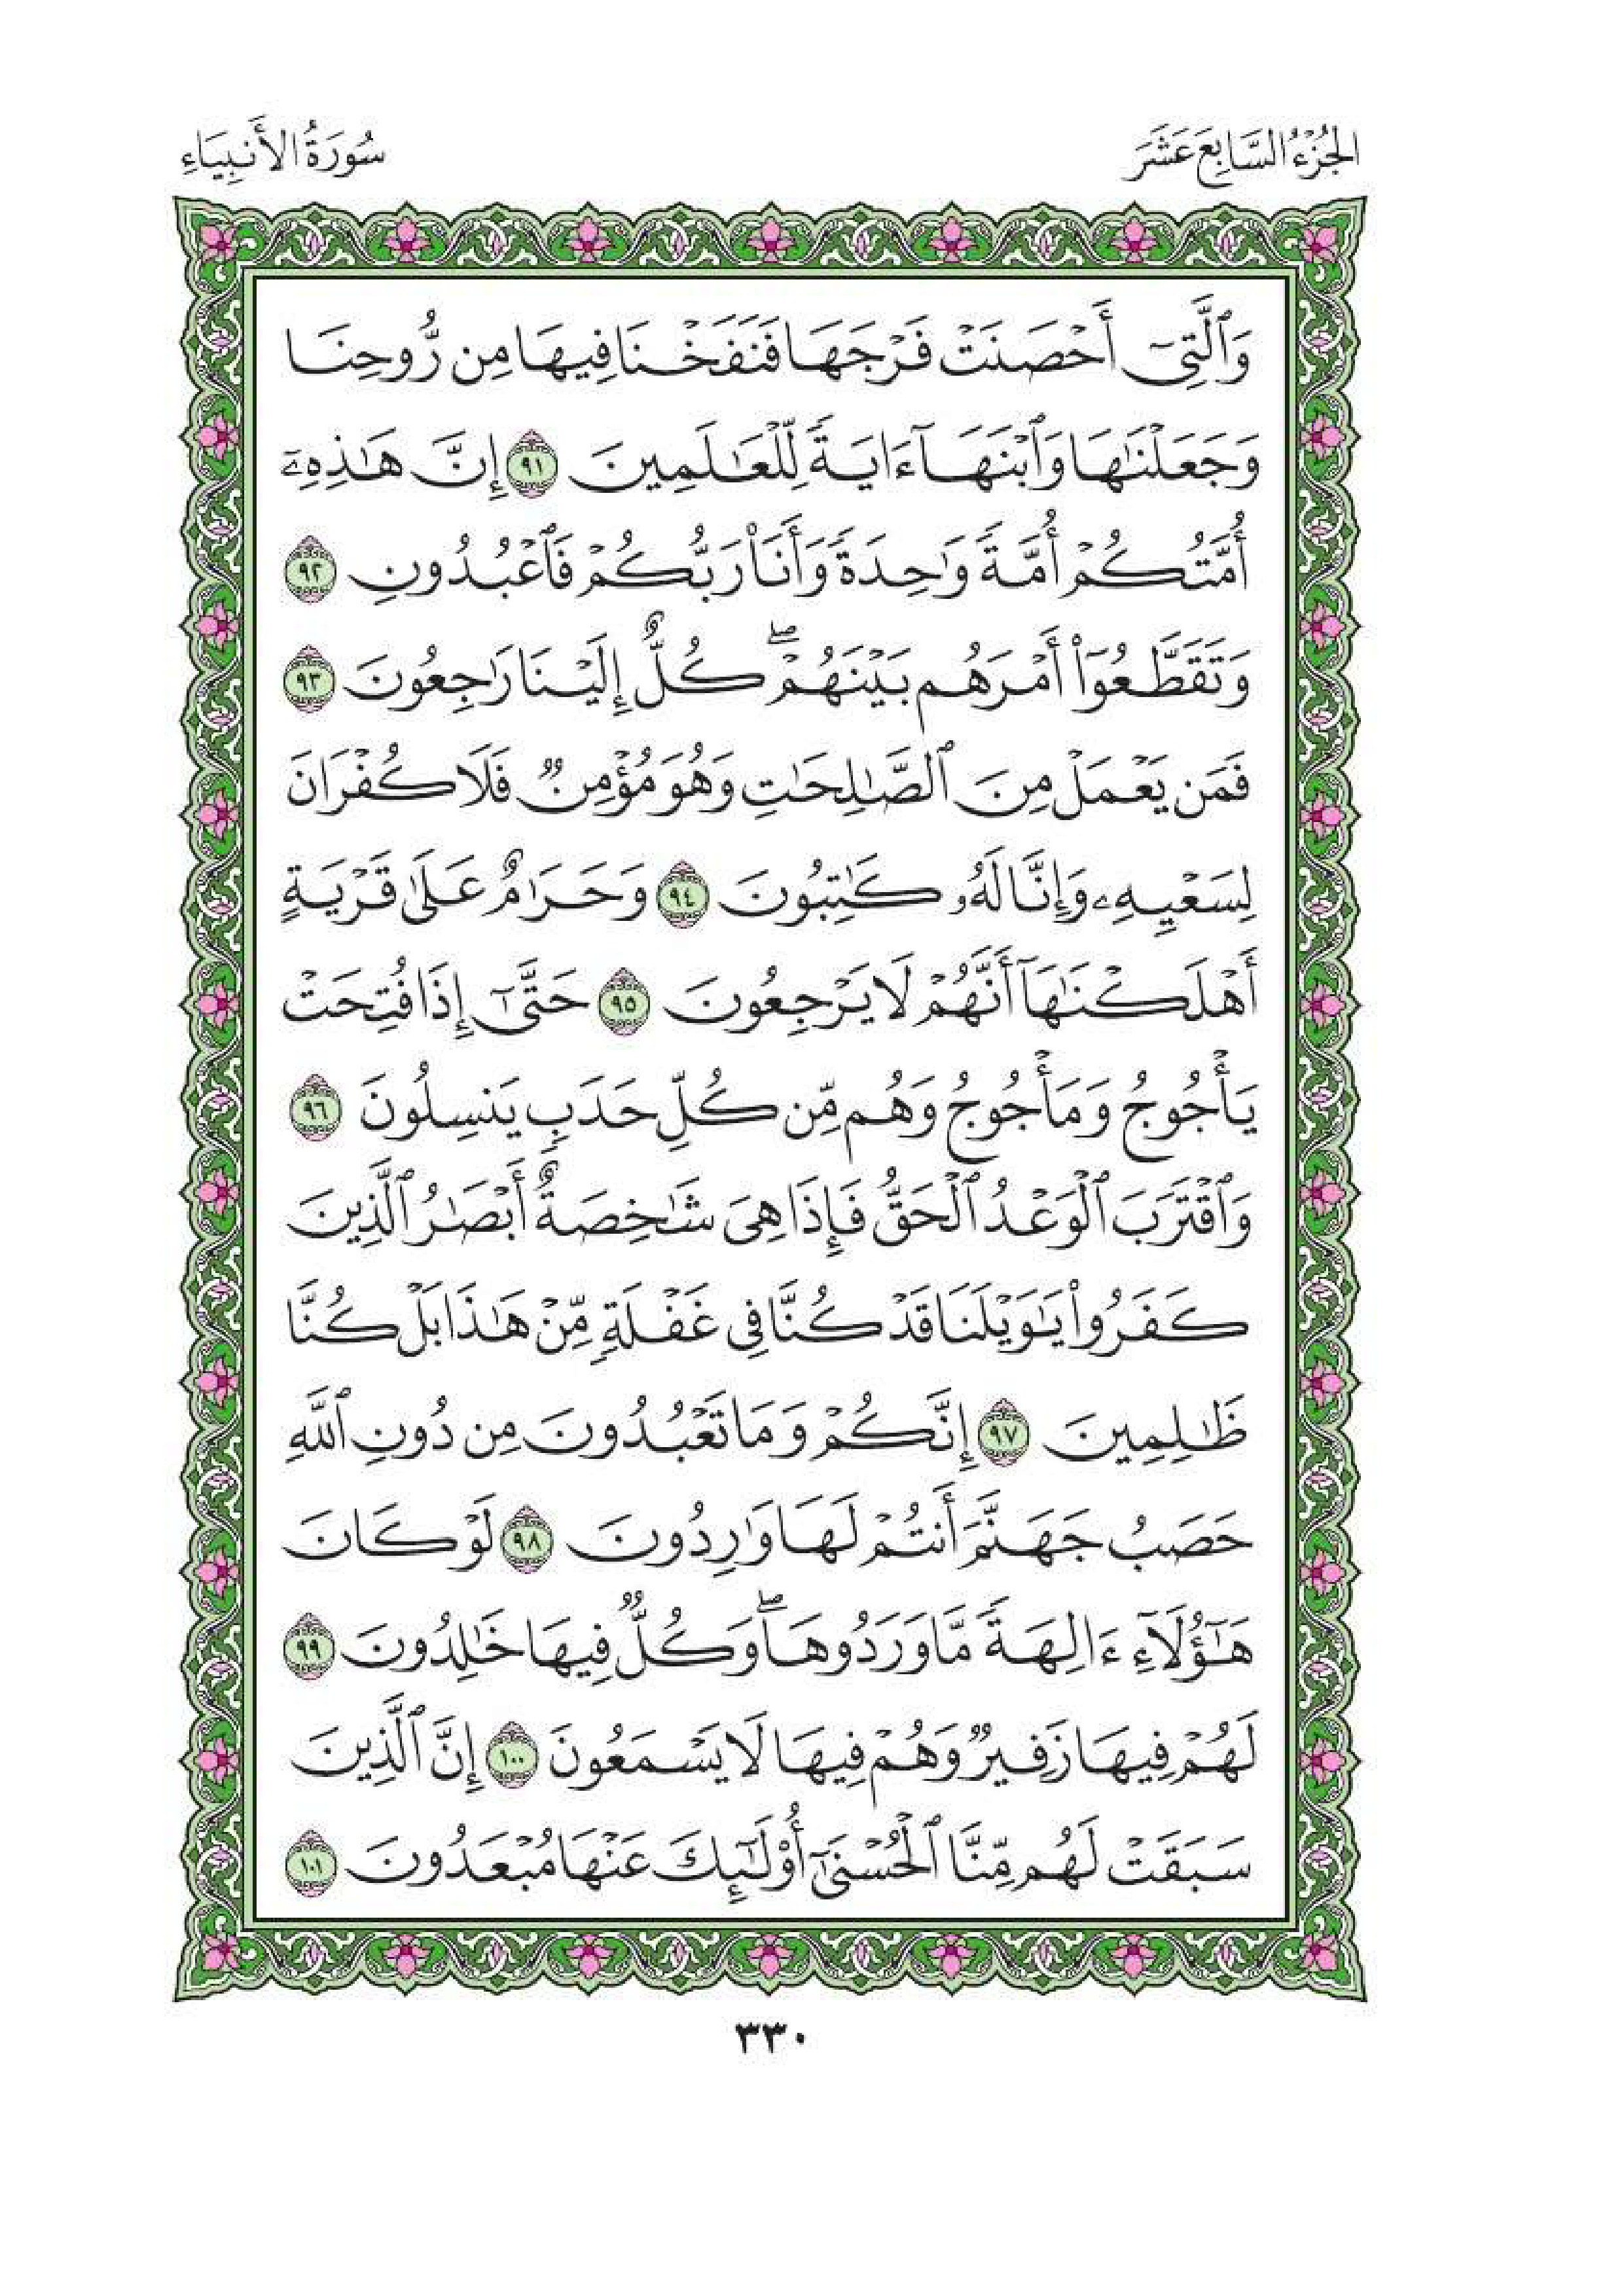 الجُزْءُ السَّابِعَ عَشَرَ
سُورَةُ الأَنبِيَاءِ
وَٱلَّتِىٓ أَحْصَنَتْ فَرْجَهَا فَنَفَخْنَا فِيهَا مِن رُّوحِنَا
وَجَعَلْنَٰهَا وَٱبْنَهَآ ءَايَةً لِّلْعَٰلَمِينَ ٩١ إِنَّ هَٰذِهِۦٓ
أُمَّتُكُمْ أُمَّةً وَٰحِدَةً وَأَنَا۠ رَبُّكُمْ فَٱعْبُدُونِ ٩٢
وَتَقَطَّعُوٓا۟ أَمْرَهُم بَيْنَهُمْ ۖ كُلٌّ إِلَيْنَا رَٰجِعُونَ ٩٣
فَمَن يَعْمَلْ مِنَ ٱلصَّٰلِحَٰتِ وَهُوَ مُؤْمِنٌ فَلَا كُفْرَانَ
لِسَعْيِهِۦ وَإِنَّا لَهُۥ كَٰتِبُونَ ٩٤ وَحَرَٰمٌ عَلَىٰ قَرْيَةٍ
أَهْلَكْنَٰهَآ أَنَّهُمْ لَا يَرْجِعُونَ ٩٥ حَتَّىٰٓ إِذَا فُتِحَتْ
يَأْجُوجُ وَمَأْجُوجُ وَهُم مِّن كُلِّ حَدَبٍ يَنسِلُونَ ٩٦
وَٱقْتَرَبَ ٱلْوَعْدُ ٱلْحَقُّ فَإِذَا هِىَ شَٰخِصَةٌ أَبْصَٰرُ ٱلَّذِينَ
كَفَرُوا۟ يَٰوَيْلَنَا قَدْ كُنَّا فِى غَفْلَةٍ مِّنْ هَٰذَا بَلْ كُنَّا
ظَٰلِمِينَ ٩٧ إِنَّكُمْ وَمَا تَعْبُدُونَ مِن دُونِ ٱللَّهِ
حَصَبُ جَهَنَّمَ أَنتُمْ لَهَا وَٰرِدُونَ ٩٨ لَوْ كَانَ
هَٰٓؤُلَآءِ ءَالِهَةً مَّا وَرَدُوهَا ۖ وَكُلٌّ فِيهَا خَٰلِدُونَ ٩٩
لَهُمْ فِيهَا زَفِيرٌ وَهُمْ فِيهَا لَا يَسْمَعُونَ ١٠٠ إِنَّ ٱلَّذِينَ
سَبَقَتْ لَهُم مِّنَّا ٱلْحُسْنَىٰٓ أُو۟لَٰٓئِكَ عَنْهَا مُبْعَدُونَ ١٠١
٣٣٠